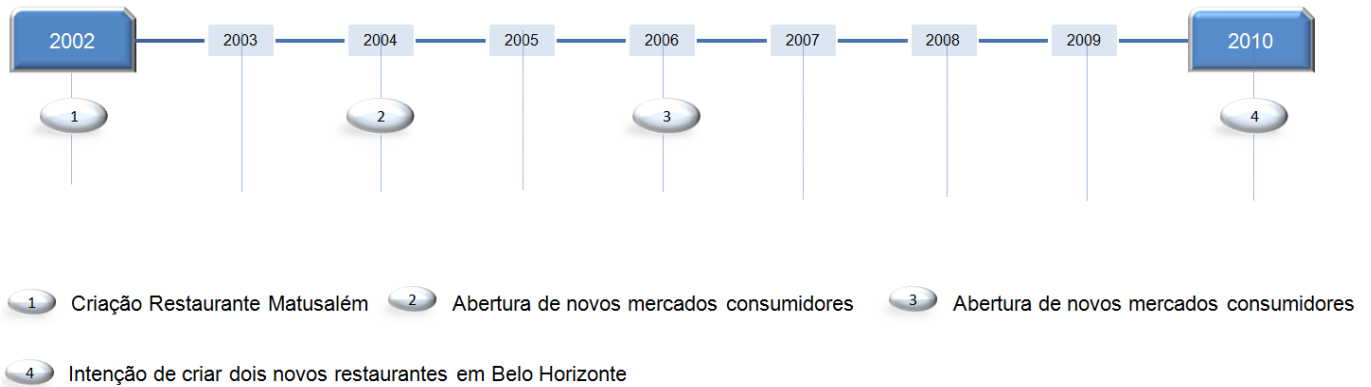 2002 2003 2004 2005 2006 2007 2008 2009 2010
1 2 3 4
1 Criação Restaurante Matusalém 2 Abertura de novos mercados consumidores 3 Abertura de novos mercados consumidores
4 Intenção de criar dois novos restaurantes em Belo Horizonte